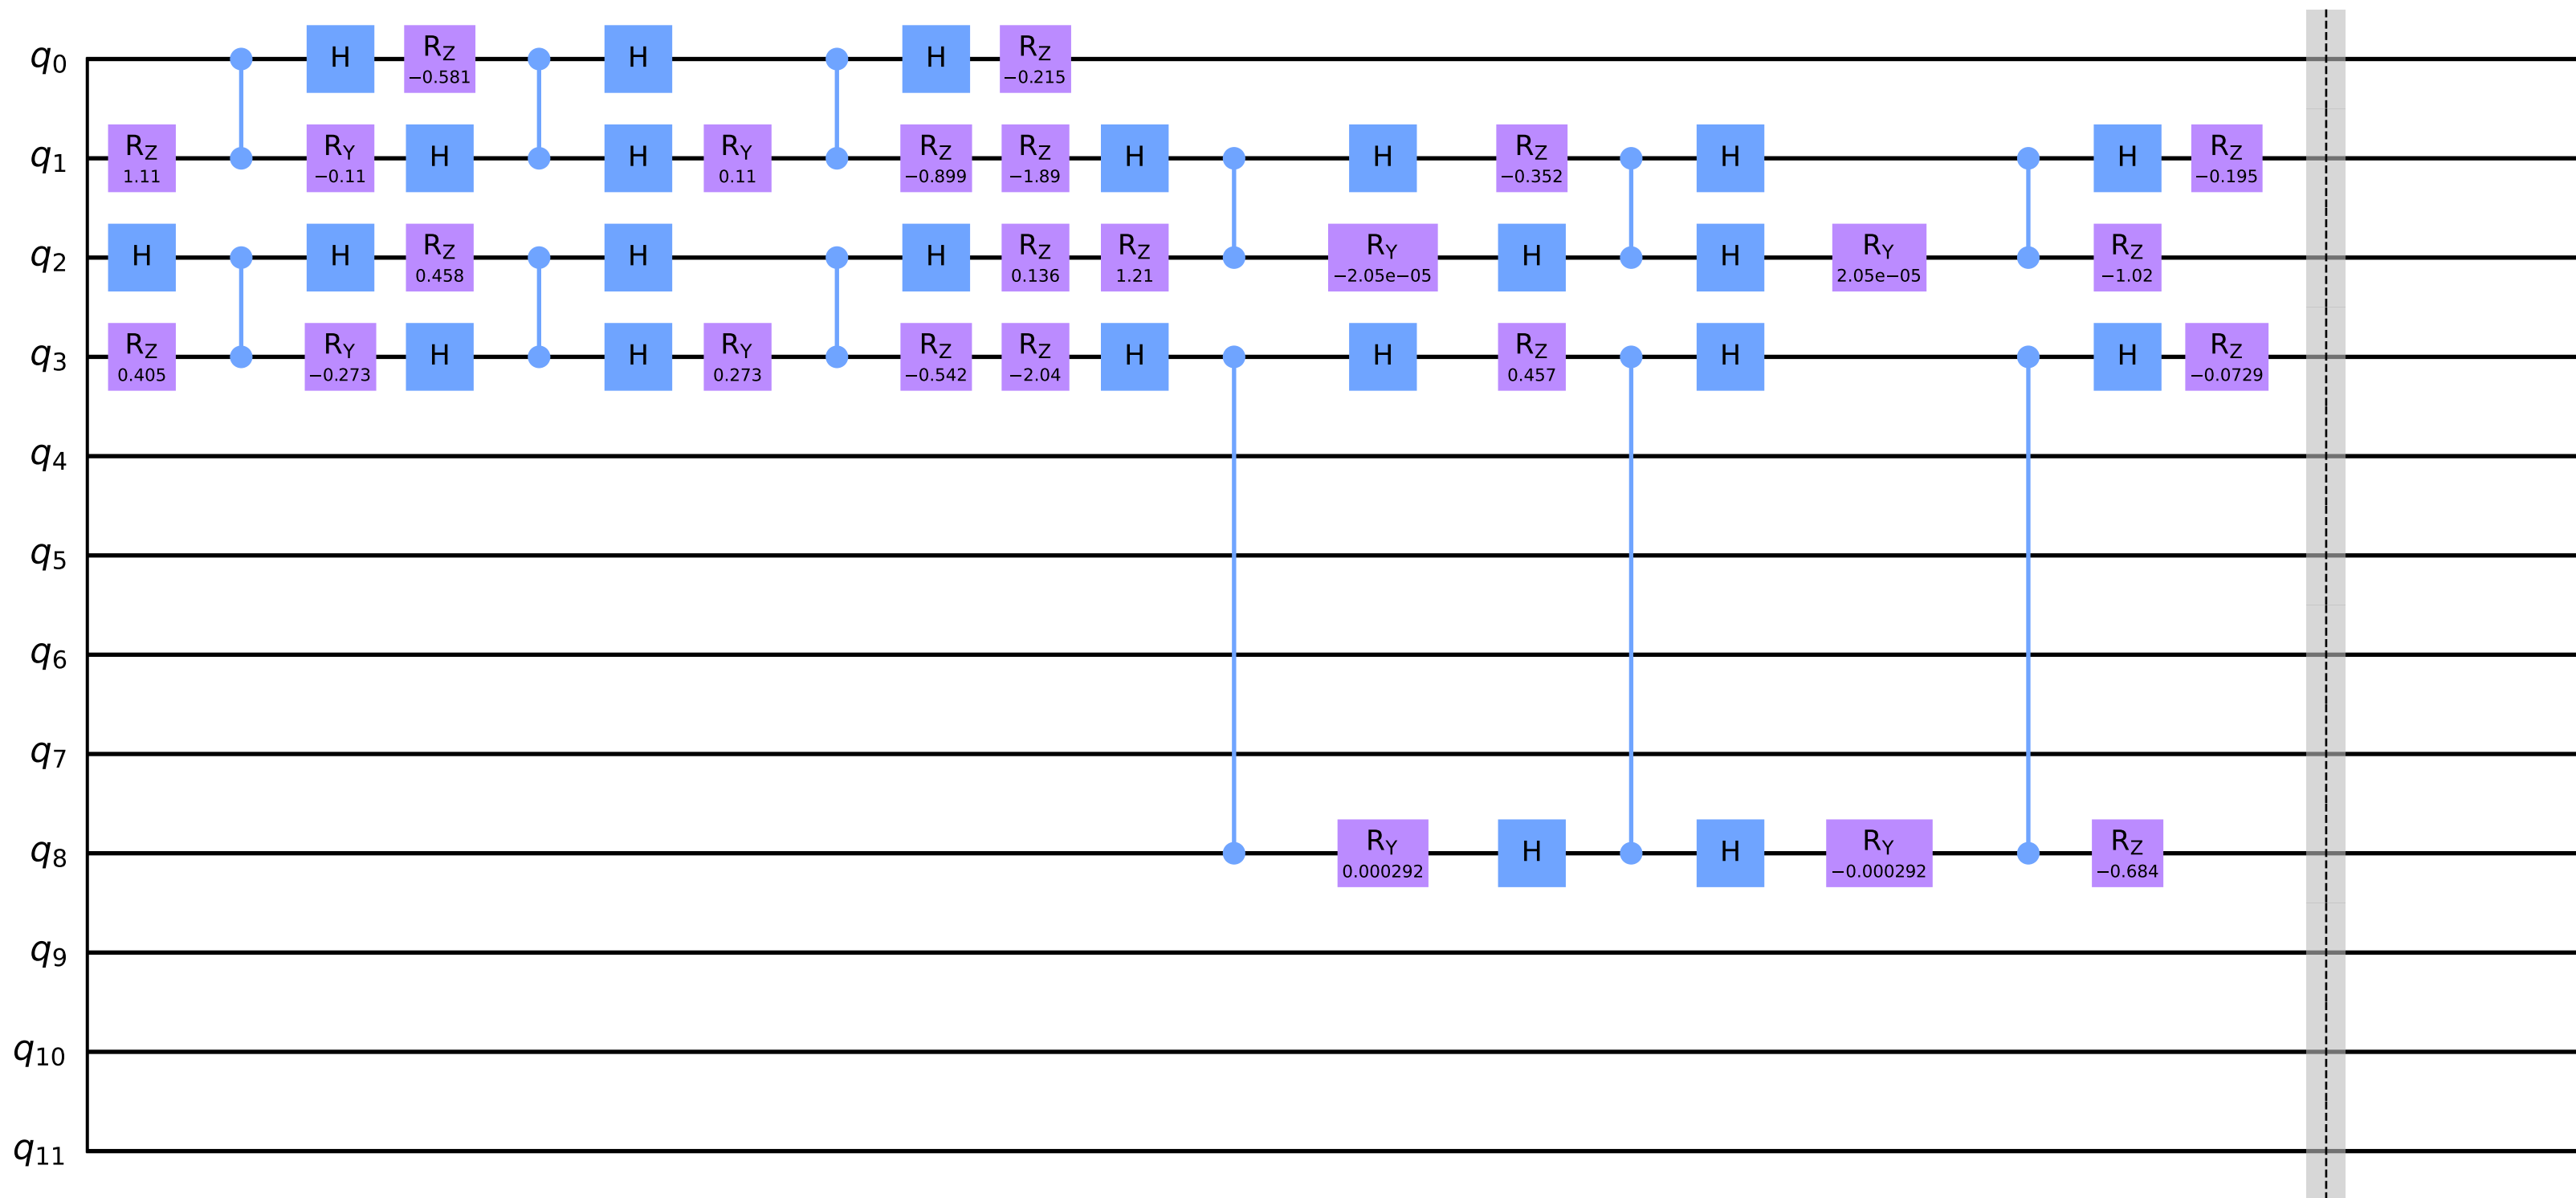 q0 H RZ −0.581 H H RZ −0.215
q1 RZ 1.11 RY −0.11 H H RY 0.11 RZ −0.899 RZ −1.89 H H RZ −0.352 H H RZ −0.195
q2 H H RZ 0.458 H H RZ 0.136 RZ 1.21 RY −2.05e−05 H H RY 2.05e−05 RZ −1.02
q3 RZ 0.405 RY −0.273 H H RY 0.273 RZ −0.542 RZ −2.04 H H RZ 0.457 H H RZ −0.0729
q4
q5
q6
q7
q8 RY 0.000292 H H RY −0.000292 RZ −0.684
q9
q10
q11